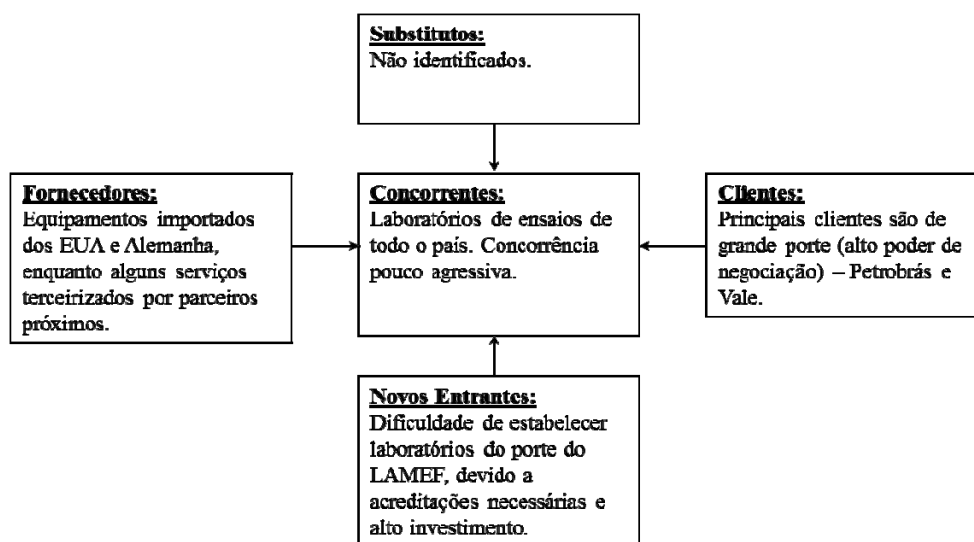 Substitutos:
Não identificados.
Fornecedores:
Equipamentos importados
dos EUA e Alemanha,
enquanto alguns serviços
terceirizados por parceiros
próximos.
Concorrentes:
Laboratórios de ensaios de
todo o país. Concorrência
pouco agressiva.
Clientes:
Principais clientes são de
grande porte (alto poder de
negociação) – Petrobrás e
Vale.
Novos Entrantes:
Dificuldade de estabelecer
laboratórios do porte do
LAMEF, devido a
acreditações necessárias e
alto investimento.